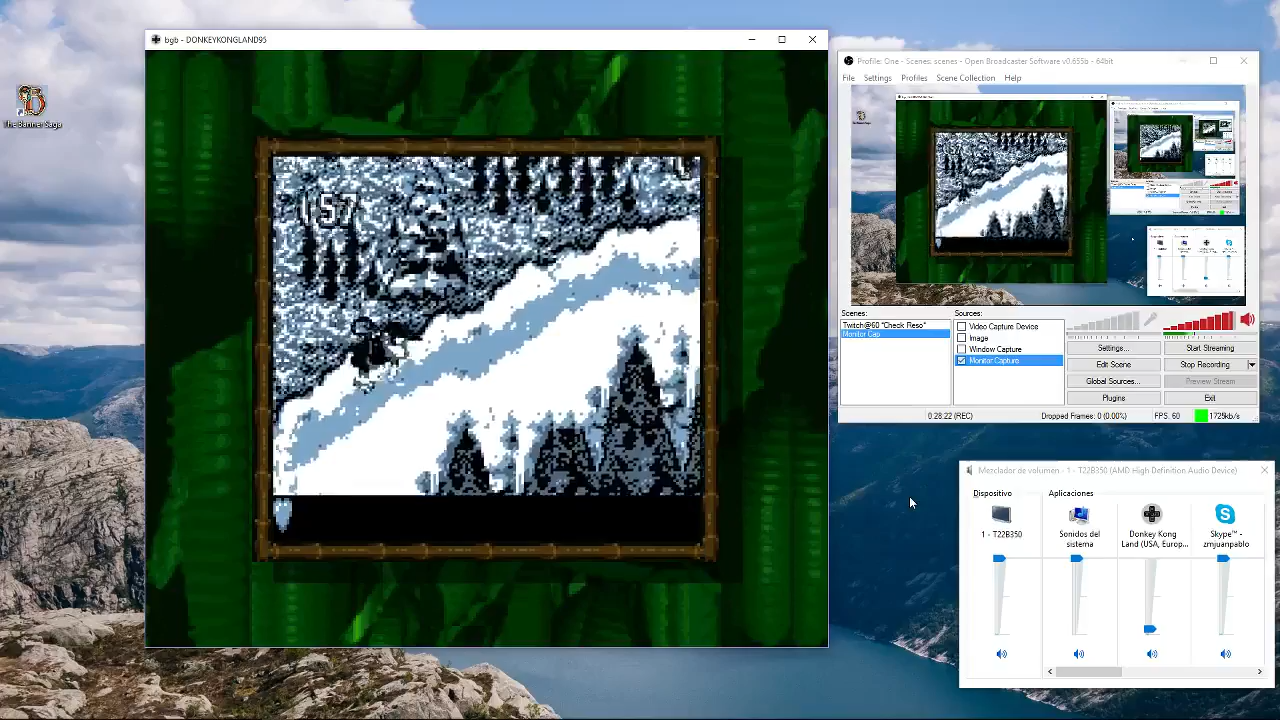 The Banner Saga
bgb - DONKEYKONGLAND95
157
Profile: One - Scenes: scenes - Open Broadcaster Software v0.655b - 64bit
File Settings Profiles Scene Collection Help
Scenes:
Twitch@60 "Check Reso"
Monitor Cap
Sources:
Video Capture Device
Image
Window Capture
Monitor Capture
Settings... Start Streaming
Edit Scene Stop Recording
Global Sources... Preview Stream
Plugins Exit
0:28:22 (REC) Dropped Frames: 0 (0.00%) FPS: 60 1725kb/s
Mezclador de volumen - 1 - T22B350 (AMD High Definition Audio Device)
Dispositivo Aplicaciones
1 - T22B350
Sonidos del
sistema
Donkey Kong
Land (USA, Europ...
Skype™ -
zmjuanpablo